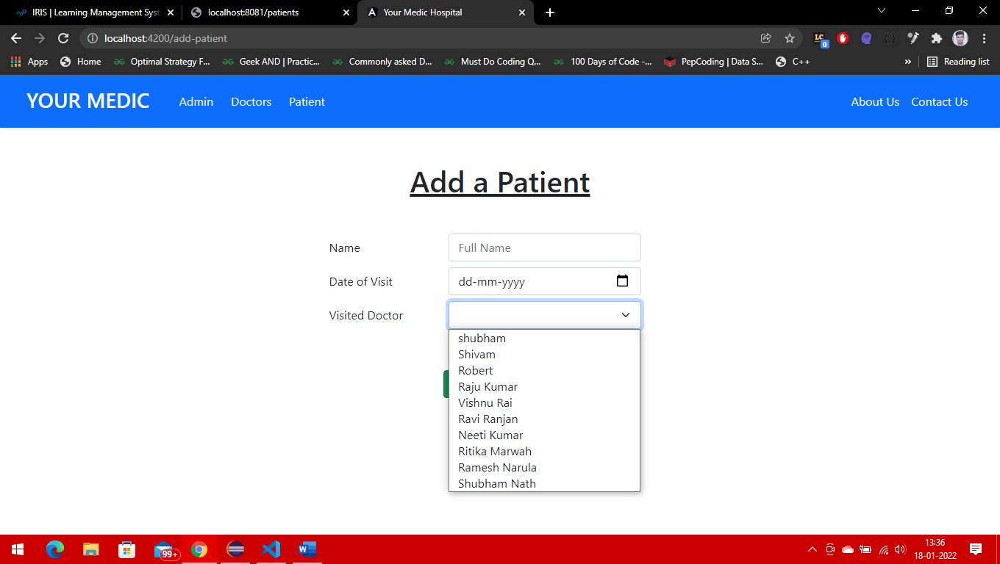 IRIS | Learning Management Syst
localhost:8081/patients
Your Medic Hospital
localhost:4200/add-patient
LC
0
Apps
Home
Optimal Strategy F...
Geek AND | Practic...
Commonly asked D...
Must Do Coding Q...
100 Days of Code -...
PepCoding | Data S...
C++
»
Reading list
YOUR MEDIC
Admin
Doctors
Patient
About Us
Contact Us
Add a Patient
Name
Full Name
Date of Visit
dd-mm-yyyy
Visited Doctor
shubham
Shivam
Robert
Raju Kumar
Vishnu Rai
Ravi Ranjan
Neeti Kumar
Ritika Marwah
Ramesh Narula
Shubham Nath
99+
W
13:36
18-01-2022